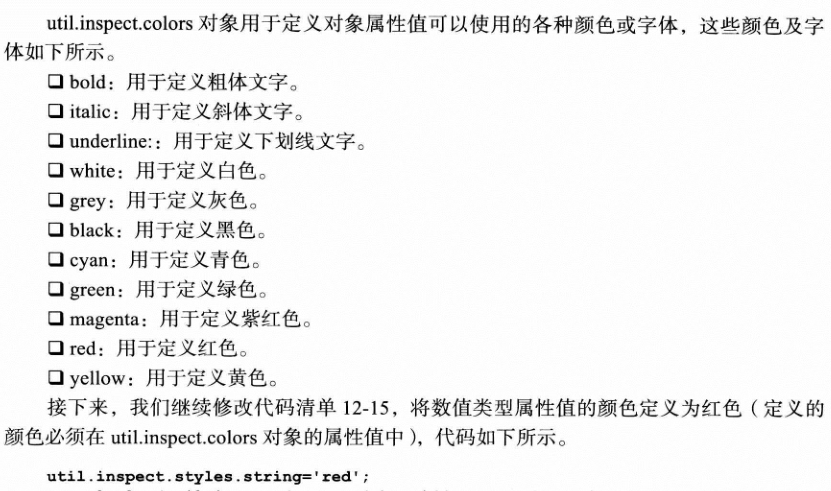 util.inspect.colors 对象用于定义对象属性值可以使用的各种颜色或字体，这些颜色及字
体如下所示。
❑ bold：用于定义粗体文字。
❑ italic：用于定义斜体文字。
❑ underline:：用于定义下划线文字。
❑ white：用于定义白色。
❑ grey：用于定义灰色。
❑ black：用于定义黑色。
❑ cyan：用于定义青色。
❑ green：用于定义绿色。
❑ magenta：用于定义紫红色。
❑ red：用于定义红色。
❑ yellow：用于定义黄色。
接下来，我们继续修改代码清单 12-15，将数值类型属性值的颜色定义为红色（定义的
颜色必须在 util.inspect.colors 对象的属性值中），代码如下所示。
util.inspect.styles.string='red';